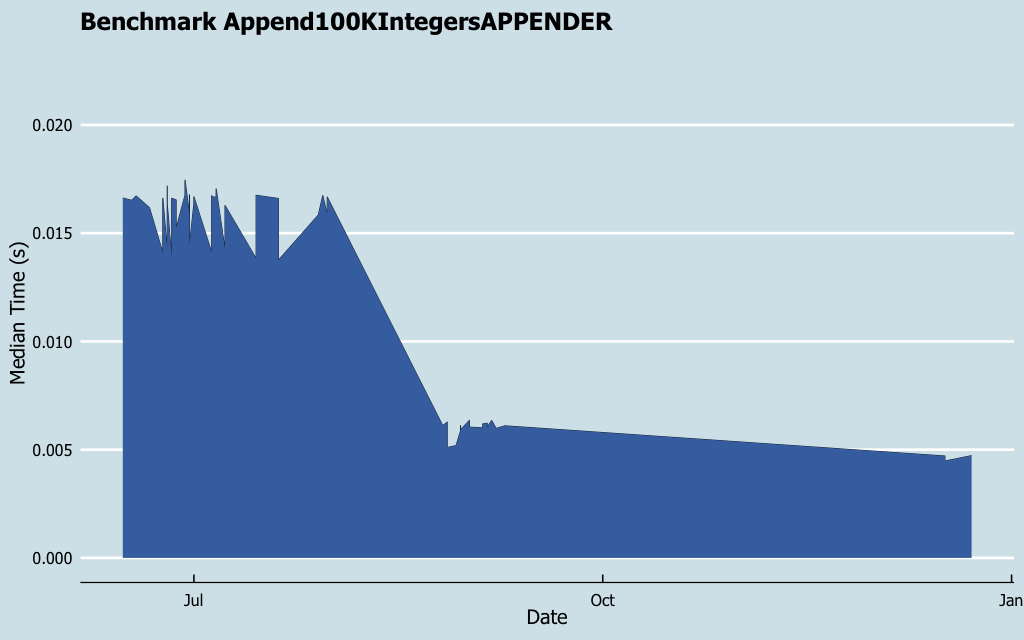 Benchmark Append100KIntegersAPPENDER
Median Time (s)
0.020
0.015
0.010
0.005
0.000
Jul
Oct
Jan
Date